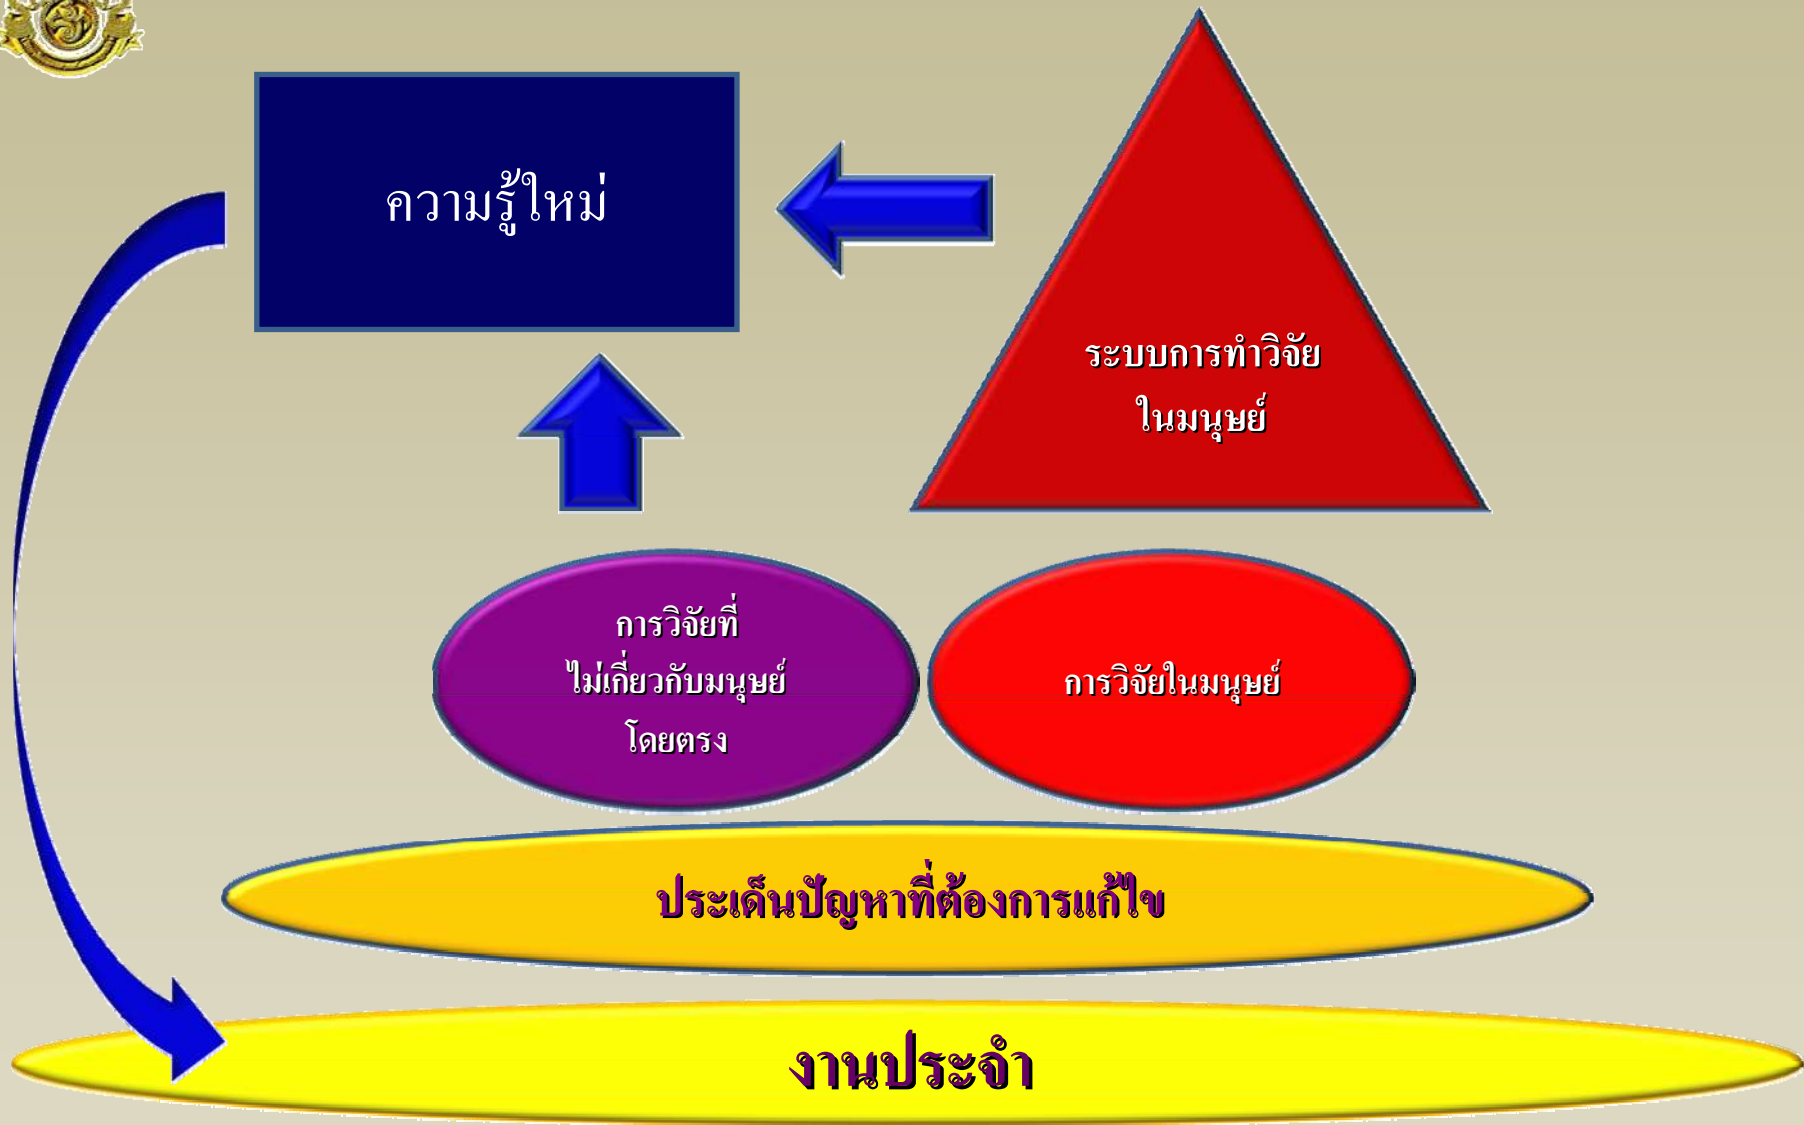 ความรู้ใหม่
ระบบการทำวิจัย
ในมนุษย์
การวิจัยที่
ไม่เกี่ยวกับมนุษย์
โดยตรง
การวิจัยในมนุษย์
ประเด็นปัญหาที่ต้องการแก้ไข
งานประจำ